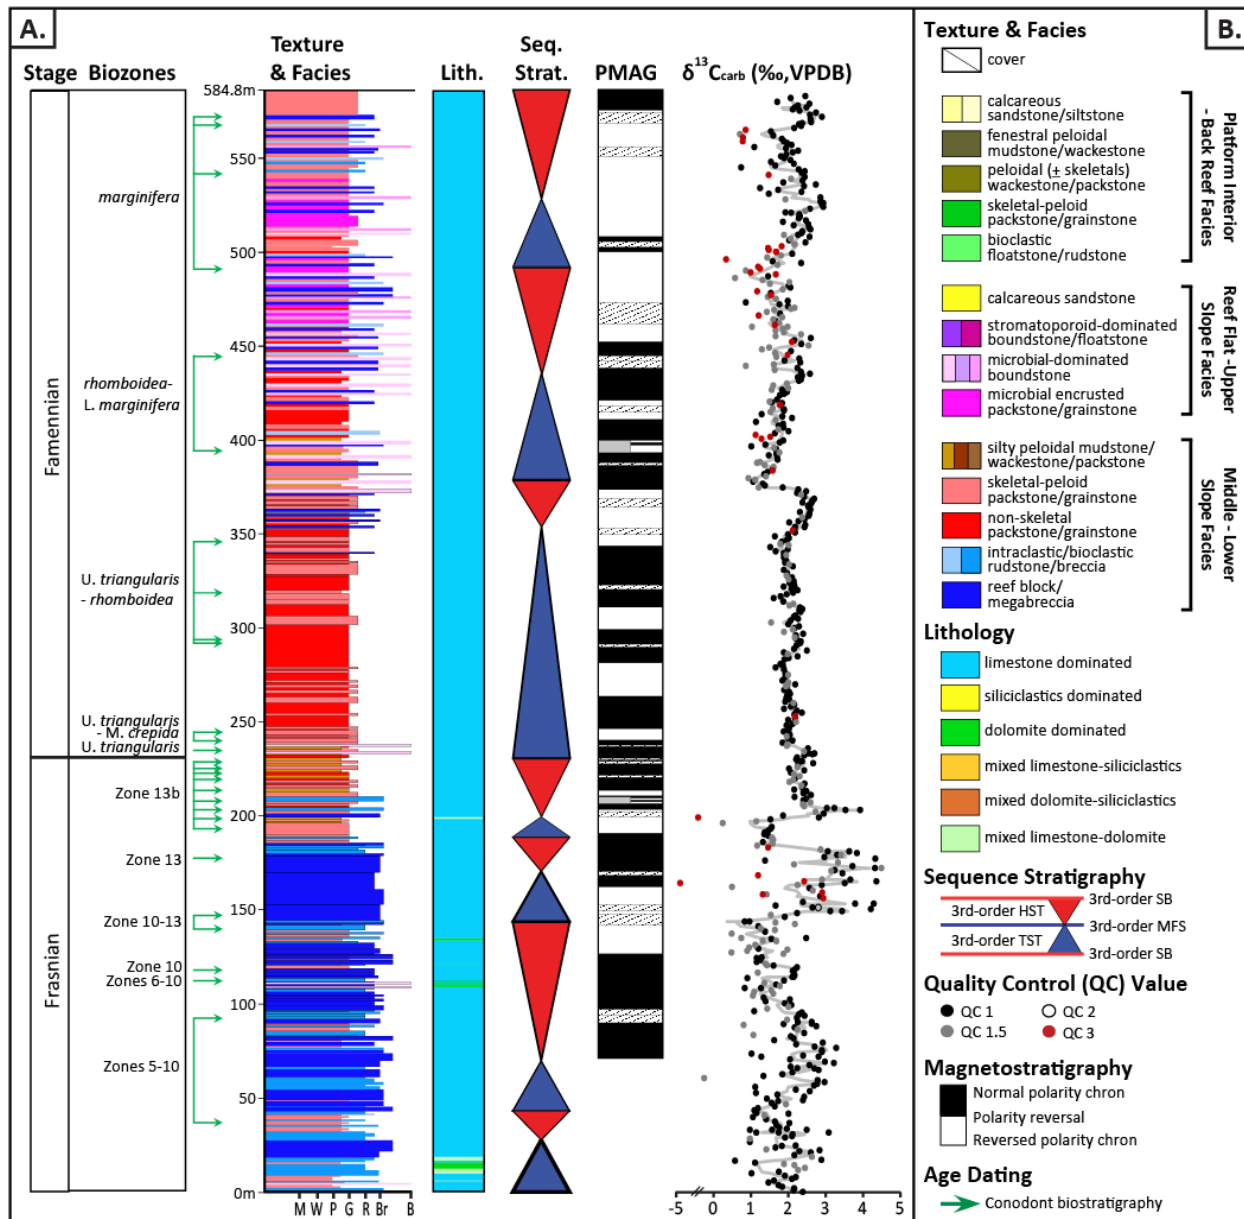 A.
Stage
Biozones
Texture
& Facies
Lith.
Seq.
Strat.
PMAG
δ13Ccarb (‰,VPDB)
584.8m
550
500
450
400
350
300
250
200
150
100
50
0m
Famennian
Frasnian
marginifera
rhomboidea-
L. marginifera
U. triangularis
- rhomboidea
U. triangularis
- M. crepida
U. triangularis
Zone 13b
Zone 13
Zone 10-13
Zone 10
Zones 6-10
Zones 5-10
M W P G R Br B
-5 0 1 2 3 4 5
B.
Texture & Facies
cover
calcareous
sandstone/siltstone
fenestral peloidal
mudstone/wackestone
peloidal (± skeletals)
wackestone/packstone
skeletal-peloid
packstone/grainstone
bioclastic
floatstone/rudstone
Platform Interior
- Back Reef Facies
calcareous sandstone
stromatoporoid-dominated
boundstone/floatstone
microbial-dominated
boundstone
microbial encrusted
packstone/grainstone
Reef Flat -Upper
Slope Facies
silty peloidal mudstone/
wackestone/packstone
skeletal-peloid
packstone/grainstone
non-skeletal
packstone/grainstone
intraclastic/bioclastic
rudstone/breccia
reef block/
megabreccia
Middle - Lower
Slope Facies
Lithology
limestone dominated
siliciclastics dominated
dolomite dominated
mixed limestone-siliciclastics
mixed dolomite-siliciclastics
mixed limestone-dolomite
Sequence Stratigraphy
3rd-order HST
3rd-order TST
3rd-order SB
3rd-order MFS
3rd-order SB
Quality Control (QC) Value
QC 1
QC 2
QC 1.5
QC 3
Magnetostratigraphy
Normal polarity chron
Polarity reversal
Reversed polarity chron
Age Dating
Conodont biostratigraphy